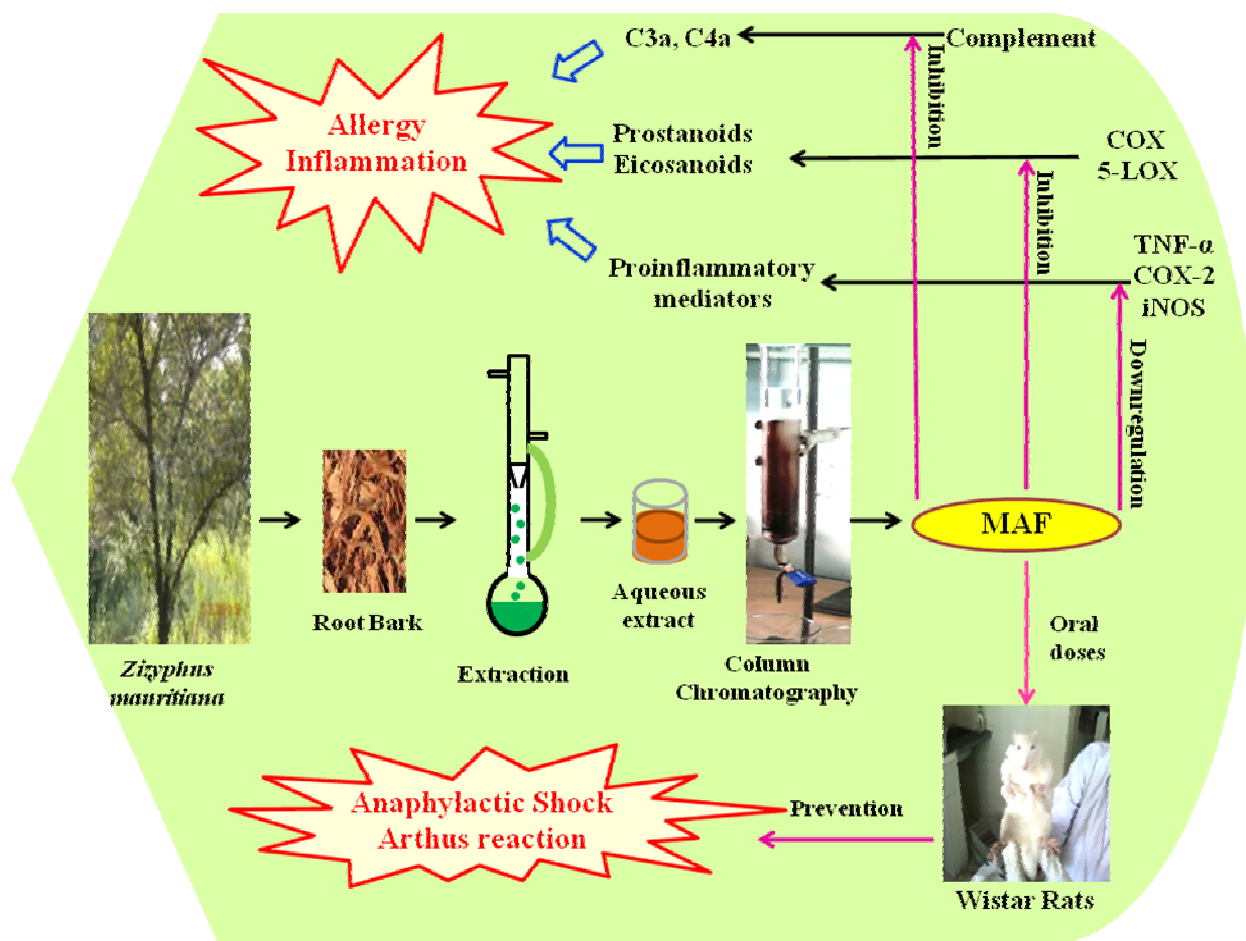 C3a, C4a
Complement
Inhibition
Allergy
Inflammation
Prostanoids
Eicosanoids
COX
5-LOX
Inhibition
Proinflammatory
mediators
TNF-α
COX-2
iNOS
Downregulation
Zizyphus
mauritiana
Root Bark
Extraction
Aqueous
extract
Column
Chromatography
MAF
Oral
doses
Wistar Rats
Prevention
Anaphylactic Shock
Arthus reaction